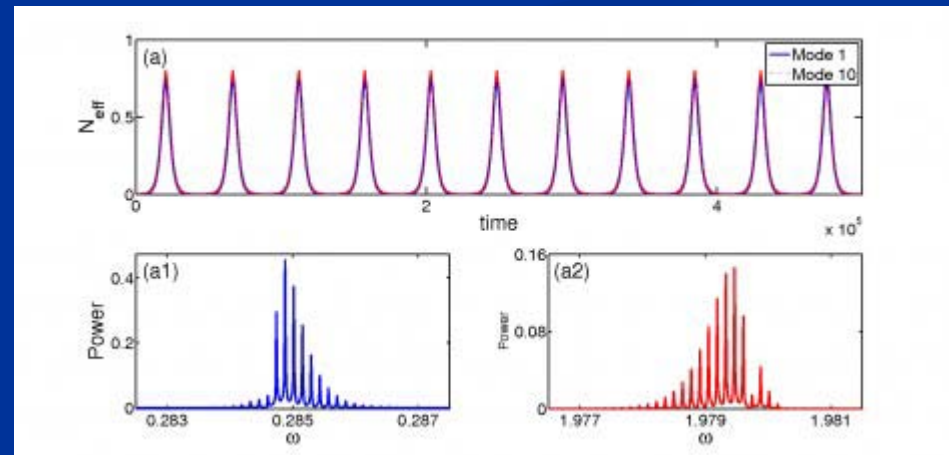 (a)
Mode 1
Mode 10
N_eff
1
0.5
0
0 2 4
time
x 10^5
(a1)
Power
0.4
0.2
0
0.283 0.285 0.287
ω
(a2)
Power
0.16
0.08
0
1.977 1.979 1.981
ω